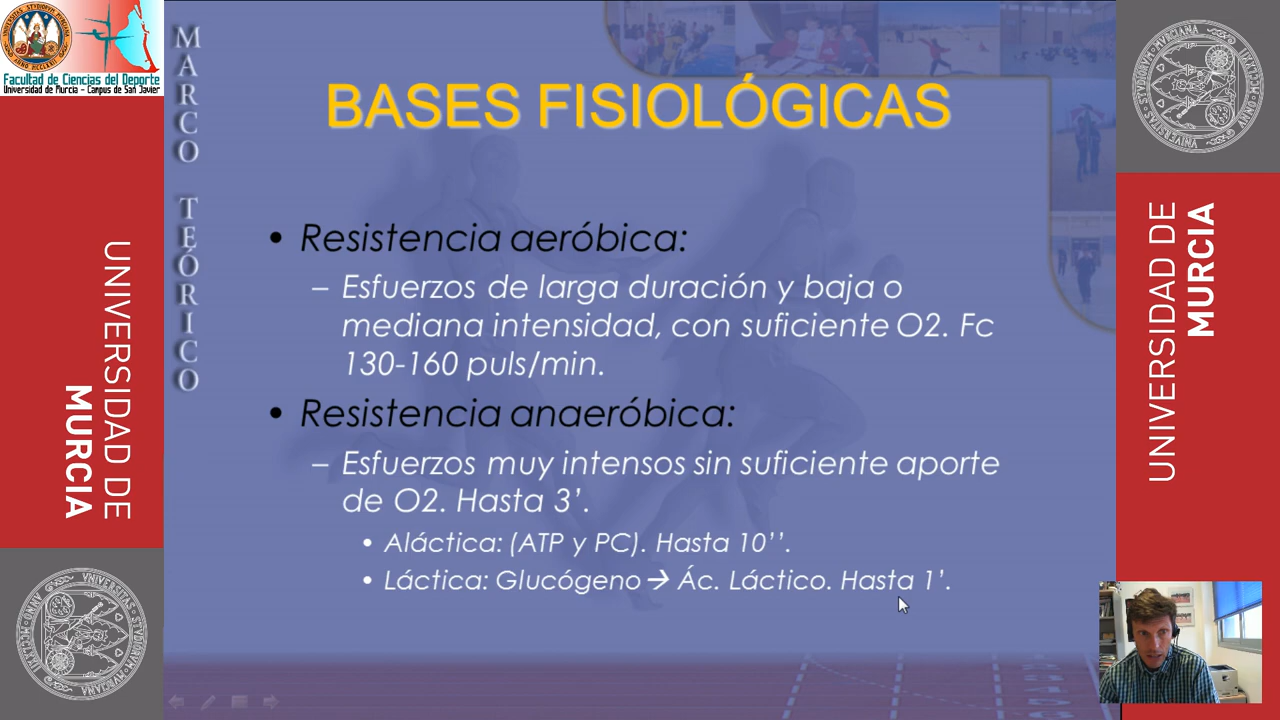 Facultad de Ciencias del Deporte
Universidad de Murcia - Campus de San Javier
UNIVERSIDAD DE
MURCIA
MARCO TEÓRICO
BASES FISIOLÓGICAS
• Resistencia aeróbica:
– Esfuerzos de larga duración y baja o
mediana intensidad, con suficiente O2. Fc
130-160 puls/min.
• Resistencia anaeróbica:
– Esfuerzos muy intensos sin suficiente aporte
de O2. Hasta 3’.
• Aláctica: (ATP y PC). Hasta 10’’.
• Láctica: Glucógeno → Ác. Láctico. Hasta 1’.
UNIVERSIDAD DE
MURCIA